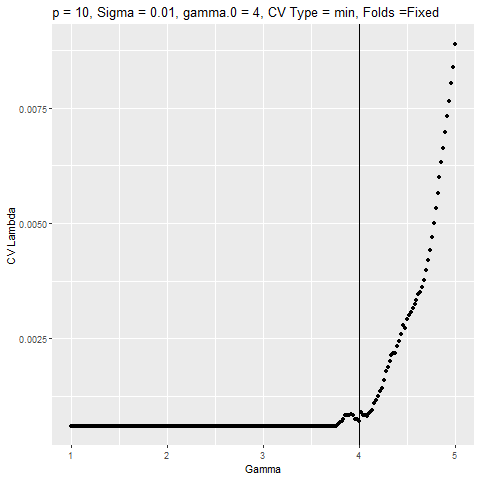 p = 10, Sigma = 0.01, gamma.0 = 4, CV Type = min, Folds =Fixed
0.0075
0.0050
0.0025
CV Lambda
1 2 3 4 5
Gamma